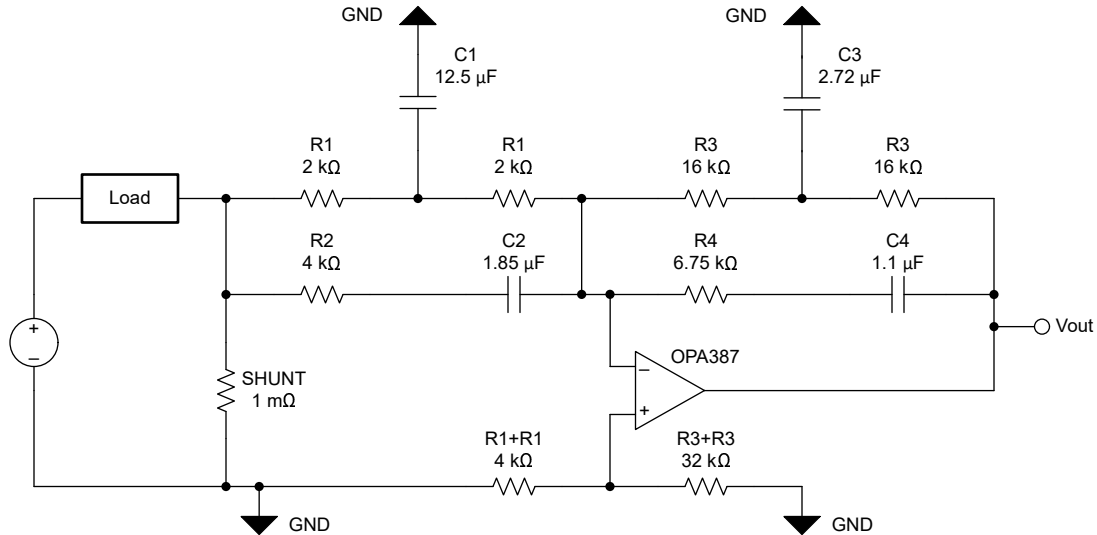 GND
GND
C1
12.5 µF
C3
2.72 µF
R1
2 kΩ
R1
2 kΩ
R3
16 kΩ
R3
16 kΩ
Load
R2
4 kΩ
C2
1.85 µF
R4
6.75 kΩ
C4
1.1 µF
+
–
Vout
SHUNT
1 mΩ
OPA387
–
+
R1+R1
4 kΩ
R3+R3
32 kΩ
GND
GND